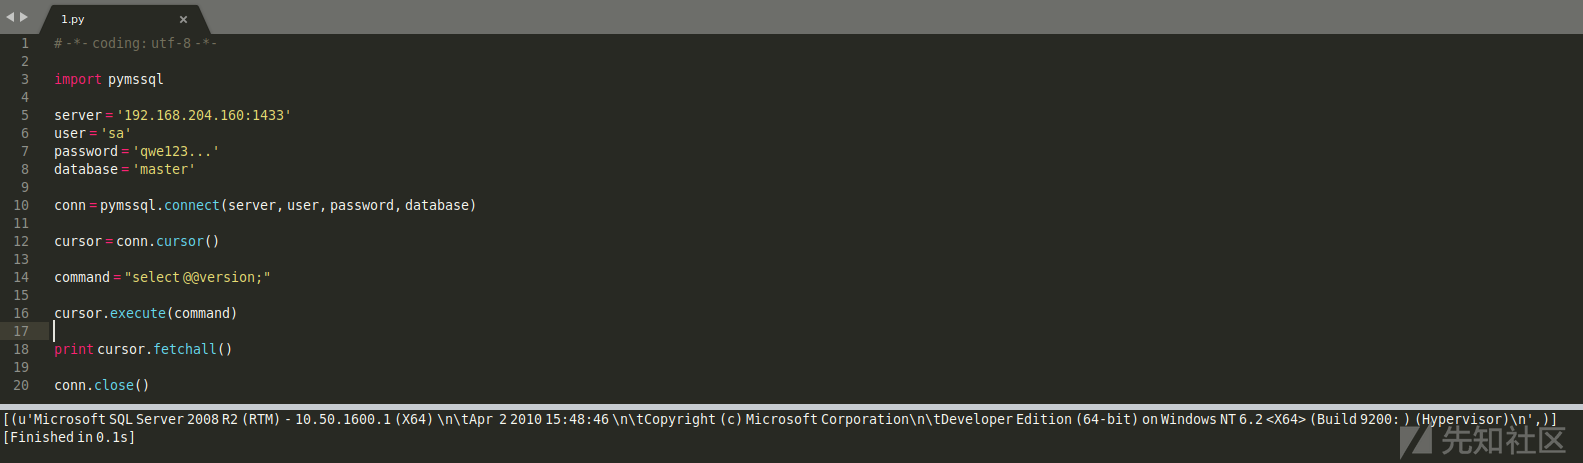 1.py ×
1 # -*- coding: utf-8 -*-
2
3 import pymssql
4
5 server = '192.168.204.160:1433'
6 user = 'sa'
7 password = 'qwe123...'
8 database = 'master'
9
10 conn = pymssql.connect(server, user, password, database)
11
12 cursor = conn.cursor()
13
14 command = "select @@version;"
15
16 cursor.execute(command)
17
18 print cursor.fetchall()
19
20 conn.close()
[(u'Microsoft SQL Server 2008 R2 (RTM) - 10.50.1600.1 (X64) \n\tApr  2 2010 15:48:46 \n\tCopyright (c) Microsoft Corporation\n\tDeveloper Edition (64-bit) on Windows NT 6.2 <X64> (Build 9200: ) (Hypervisor)\n',)]
[Finished in 0.1s]
先知社区